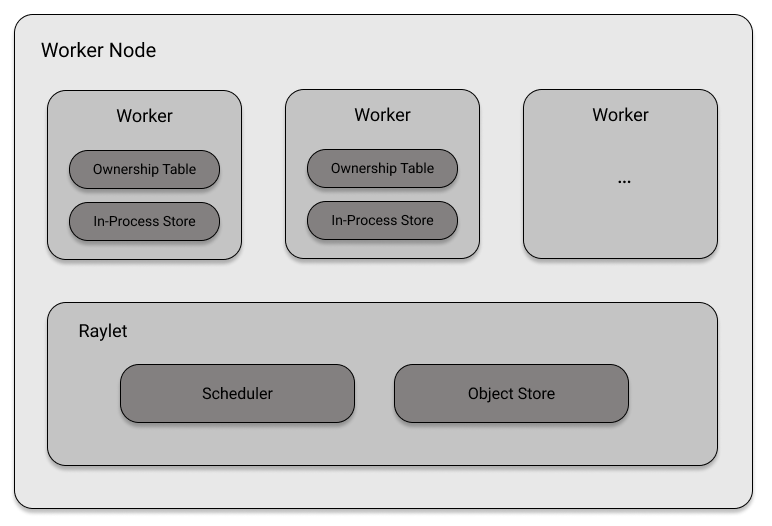 Worker Node
Worker
Worker
Worker
Ownership Table
Ownership Table
...
In-Process Store
In-Process Store
Raylet
Scheduler
Object Store